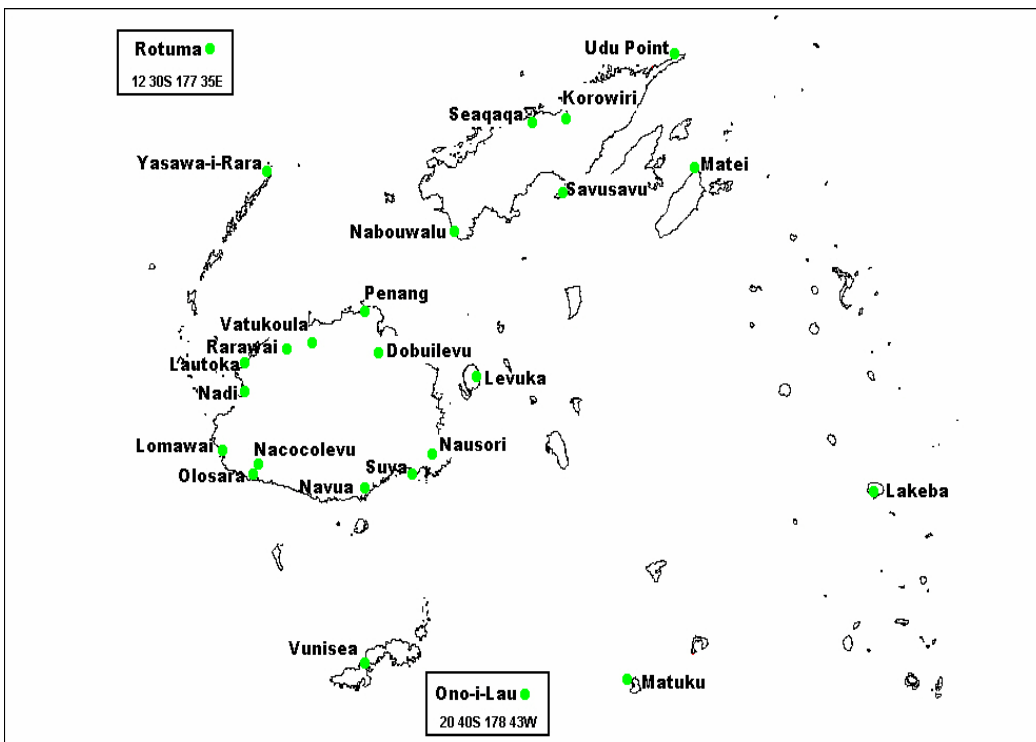 Rotuma
12 30S 177 35E
Udu Point
Korowiri
Seaqaqa
Yasawa-i-Rara
Matei
Savusavu
Nabouwalu
Penang
Vatukoula
Rarawai
Dobuilevu
Lautoka
Levuka
Nadi
Lomawai
Nacocolevu
Nausori
Suva
Olosara
Navua
Lakeba
Vunisea
Matuku
Ono-i-Lau
20 40S 178 43W